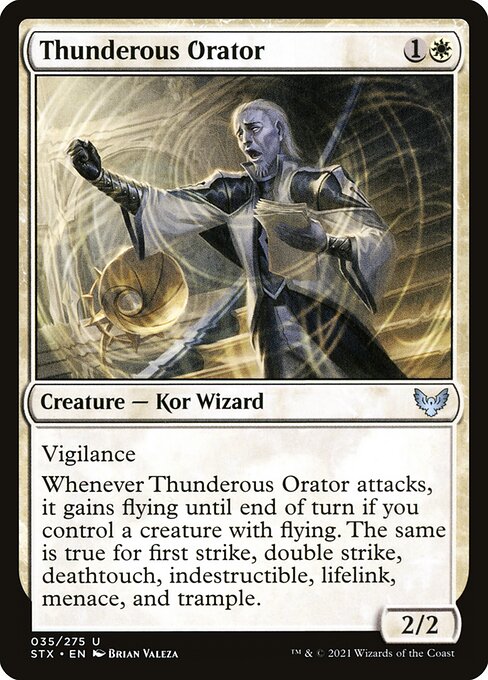 Thunderous Orator 1
Creature — Kor Wizard
Vigilance
Whenever Thunderous Orator attacks,
it gains flying until end of turn if you
control a creature with flying. The same
is true for first strike, double strike,
deathtouch, indestructible, lifelink,
menace, and trample.
2/2
035/275 U
STX • EN Brian Valeza
™ & © 2021 Wizards of the Coast